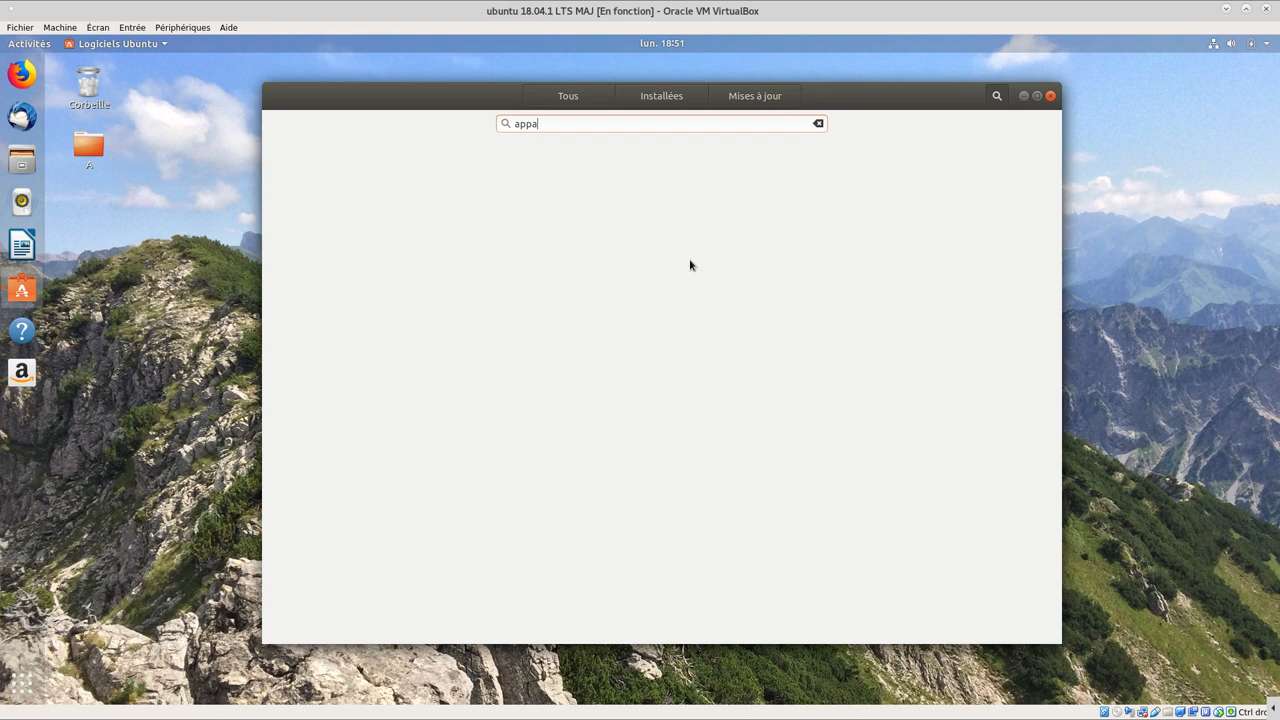 ubuntu 18.04.1 LTS MAJ [En fonction] - Oracle VM VirtualBox
Fichier Machine Écran Entrée Périphériques Aide
Activités Logiciels Ubuntu lun. 18:51
Corbeille
A
Tous Installées Mises à jour
appa
Ctrl dro